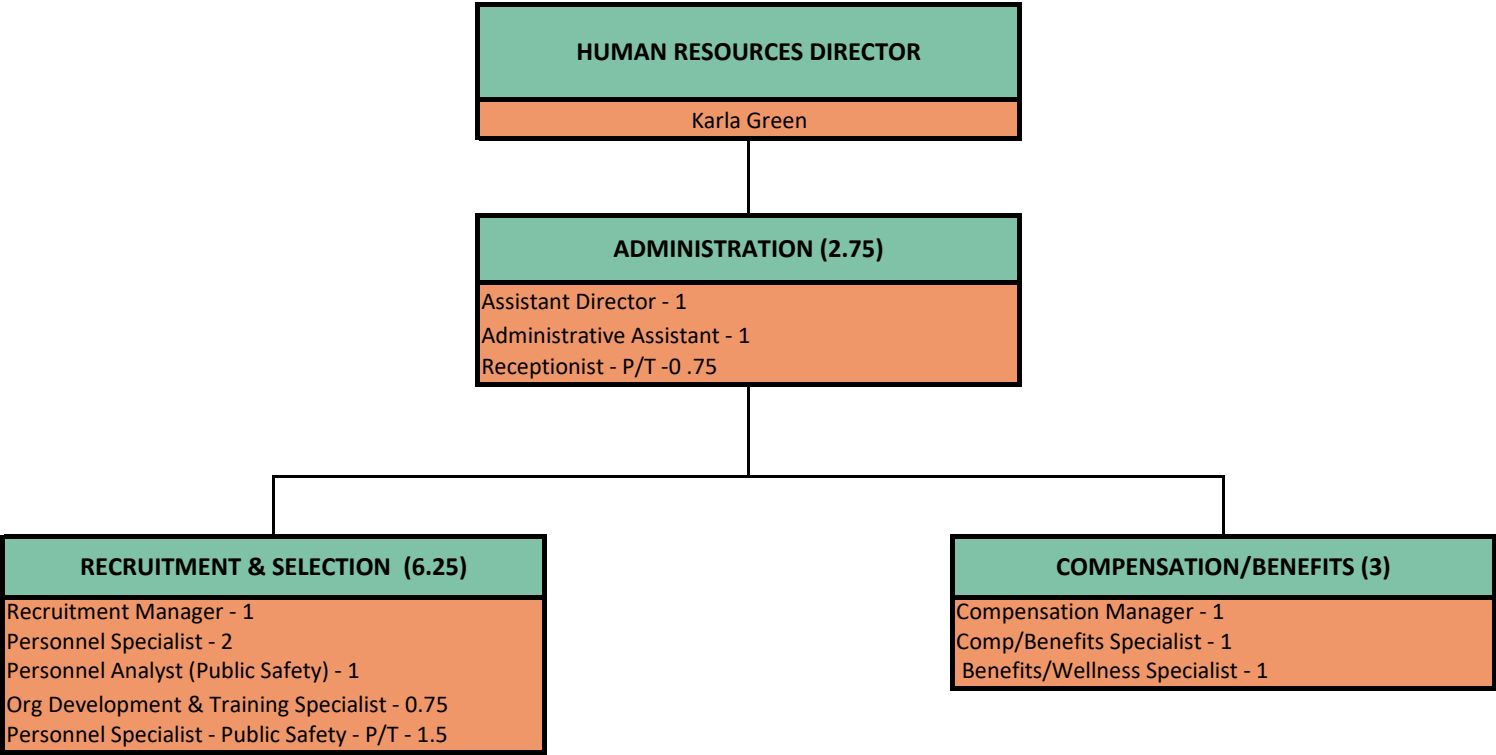 HUMAN RESOURCES DIRECTOR
Karla Green
ADMINISTRATION (2.75)
Assistant Director - 1
Administrative Assistant - 1
Receptionist - P/T -0 .75
RECRUITMENT & SELECTION  (6.25)
Recruitment Manager - 1
Personnel Specialist - 2
Personnel Analyst (Public Safety) - 1
Org Development & Training Specialist - 0.75
Personnel Specialist - Public Safety - P/T - 1.5
COMPENSATION/BENEFITS (3)
Compensation Manager - 1
Comp/Benefits Specialist - 1
Benefits/Wellness Specialist - 1